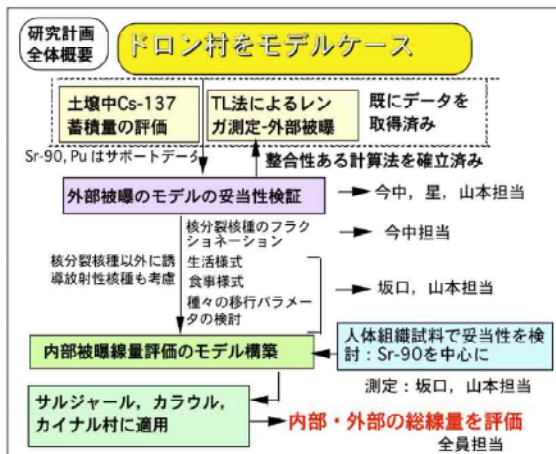 研究計画
全体概要
ドロン村をモデルケース
土壌中Cs-137
蓄積量の評価
TL法によるレン
ガ測定-外部被曝
既にデータを
取得済み
Sr-90, Pu はサポートデータ
整合性ある計算法を確立済み
外部被曝のモデルの妥当性検証
今中, 星, 山本担当
核分裂核種のフラク
ショネーション
今中担当
核分裂核種以外に誘
導放射性核種も考慮
生活様式
食事様式
種々の移行パラメー
タの検討
坂口, 山本担当
内部被曝線量評価のモデル構築
人体組織試料で妥当性を検
討:Sr-90を中心に
測定:坂口, 山本担当
サルジャール, カラウル,
カイナル村に適用
内部・外部の総線量を評価
全員担当